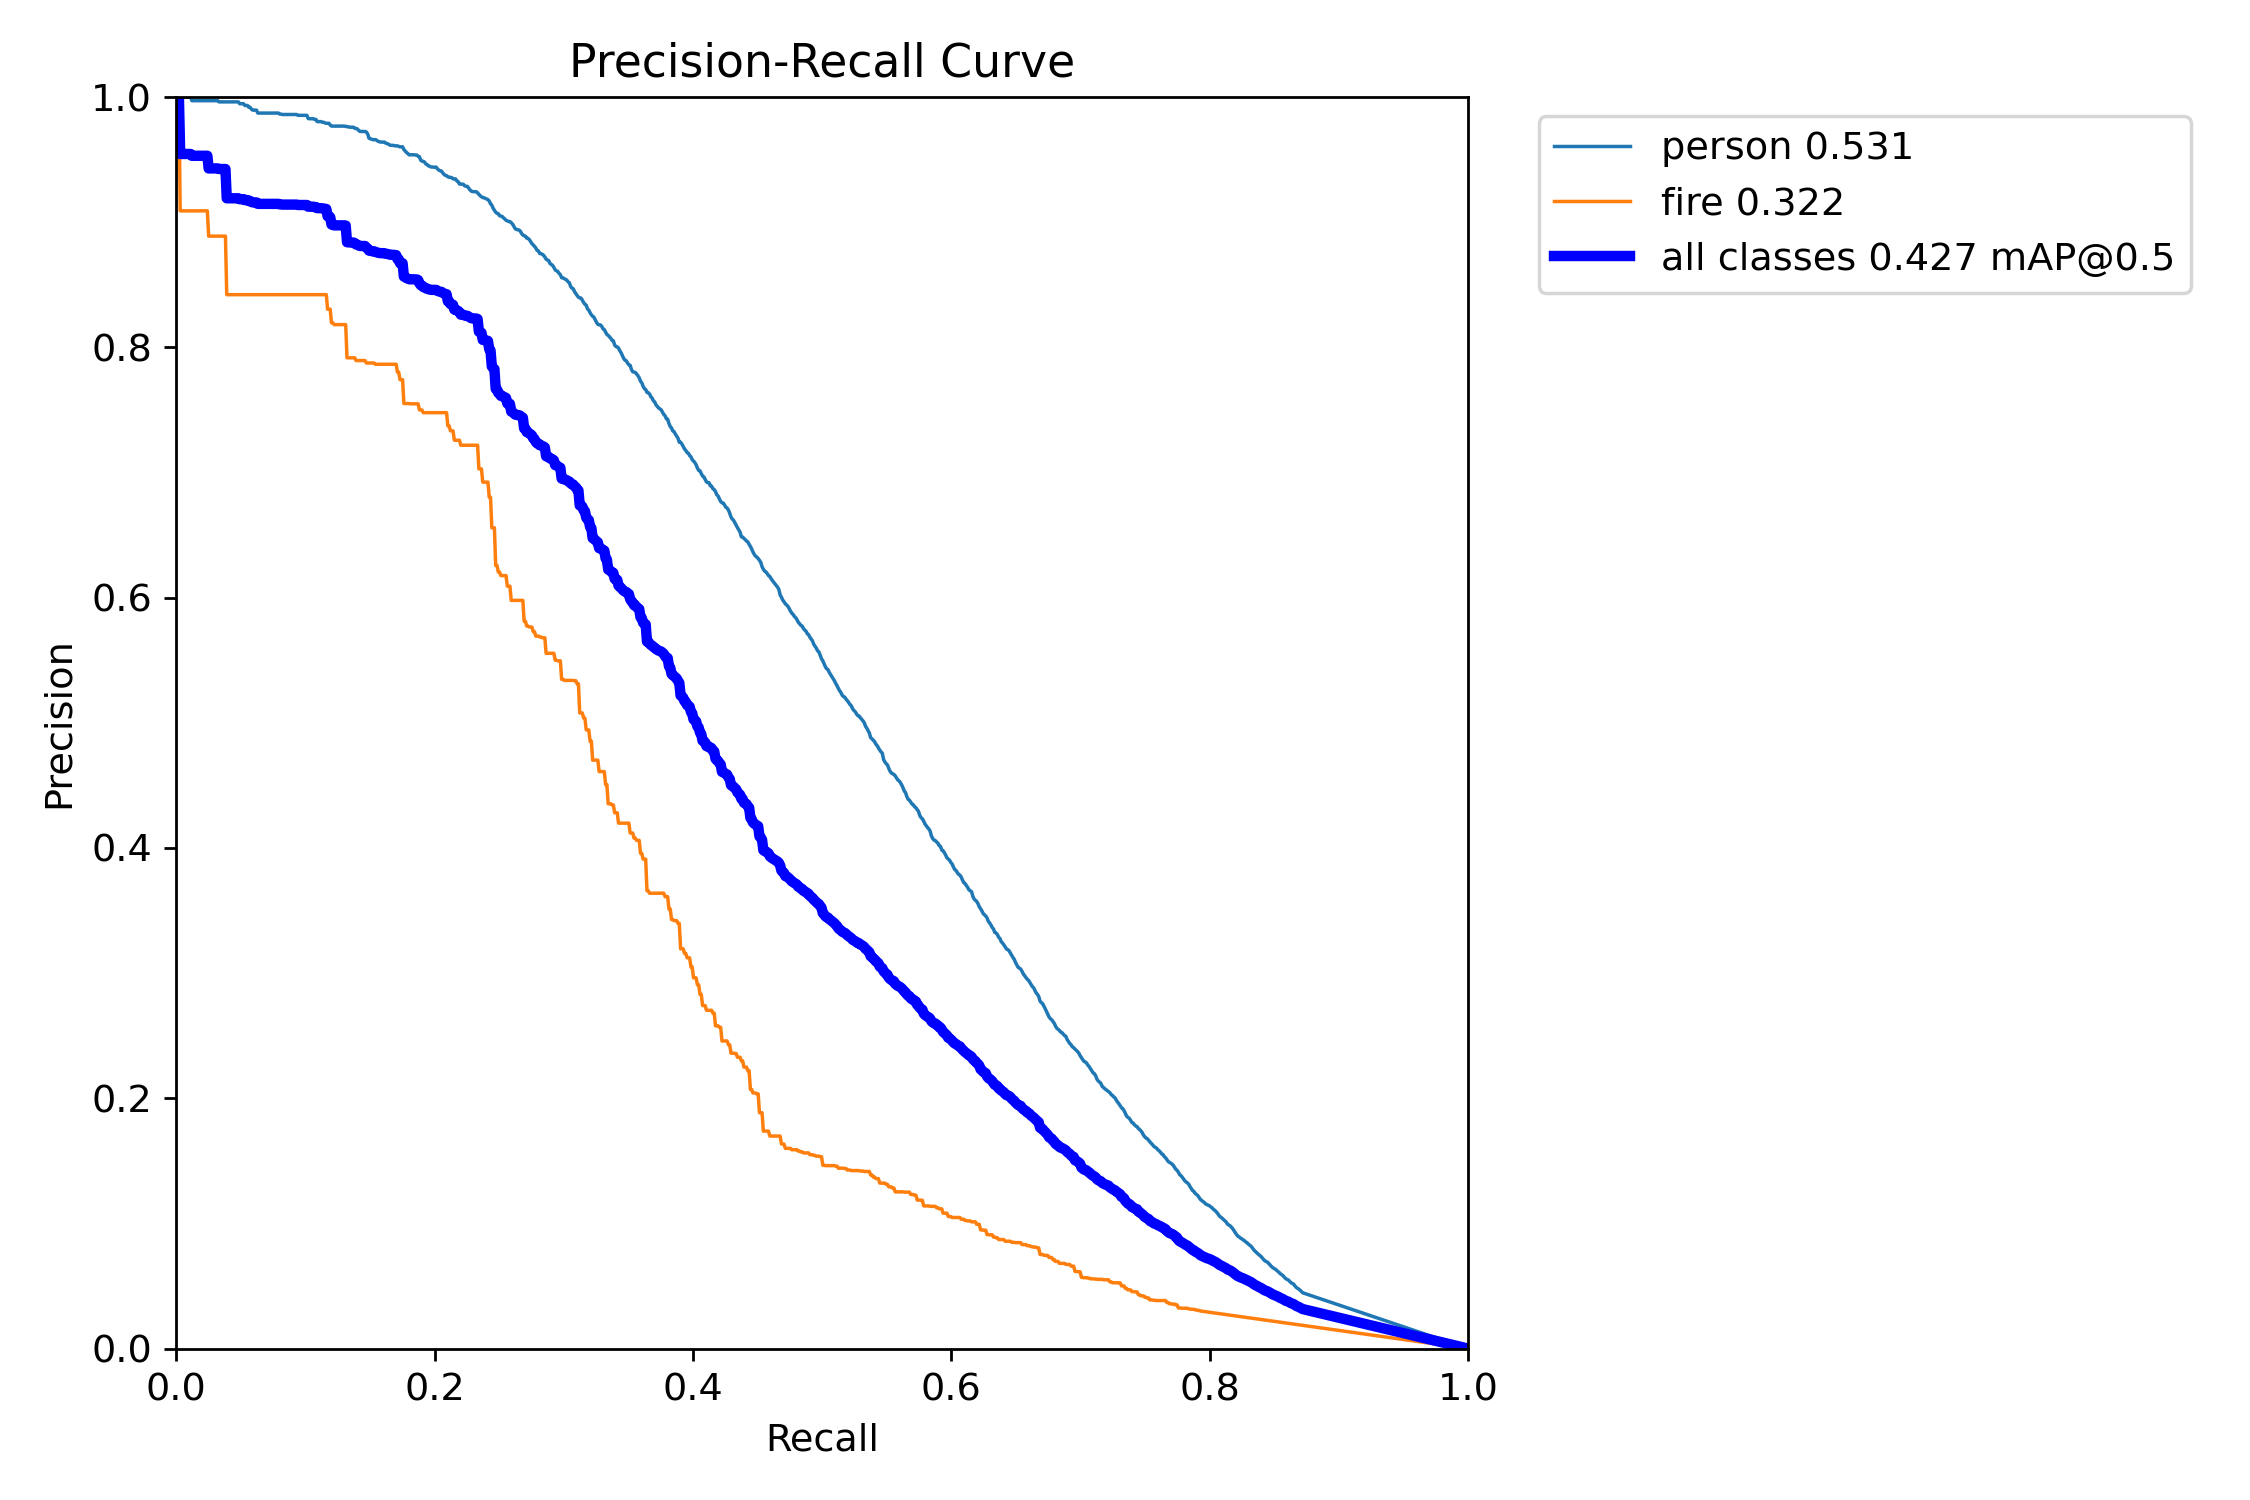 Precision-Recall Curve
1.0
0.8
0.6
0.4
0.2
0.0
Precision
0.0 0.2 0.4 0.6 0.8 1.0
Recall
person 0.531
fire 0.322
all classes 0.427 mAP@0.5